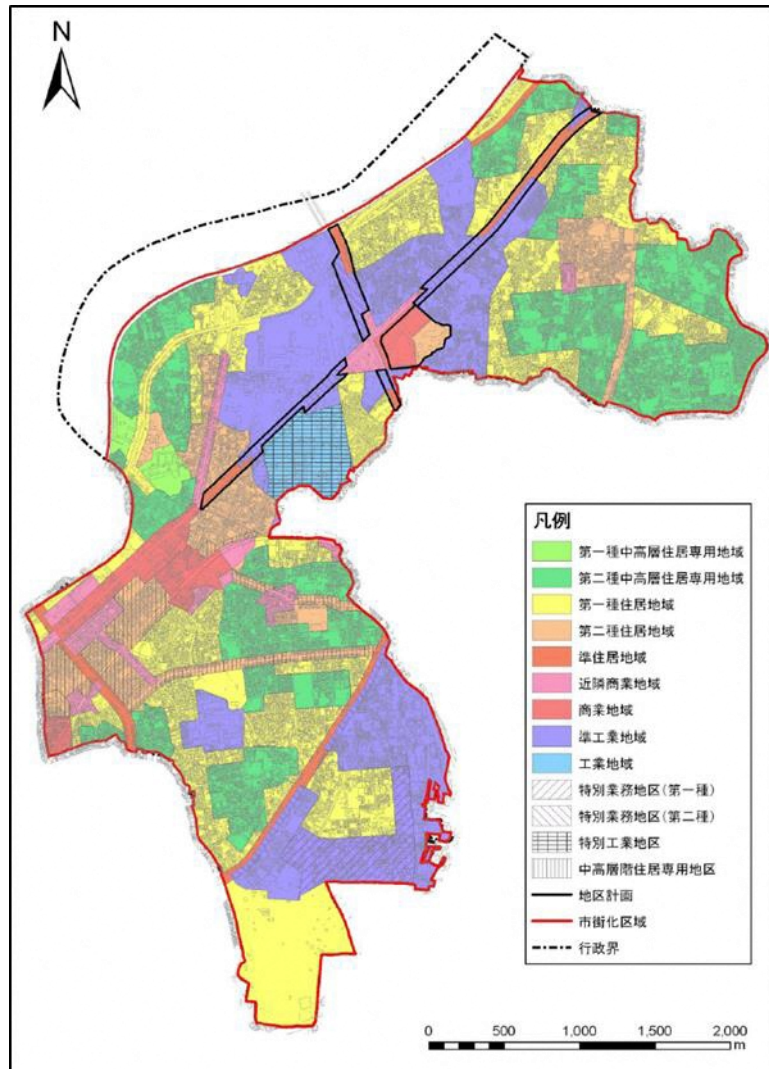 N
凡例
第一種中高層住居専用地域
第二種中高層住居専用地域
第一種住居地域
第二種住居地域
準住居地域
近隣商業地域
商業地域
準工業地域
工業地域
特別業務地区(第一種)
特別業務地区(第二種)
特別工業地区
中高層階住居専用地区
地区計画
市街化区域
行政界
0 500 1,000 1,500 2,000
m